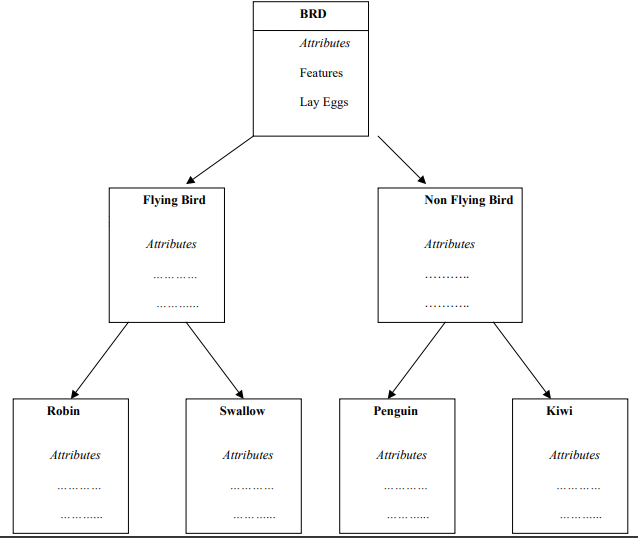 BRD
Attributes
Features
Lay Eggs
Flying Bird
Attributes
…………
………...
Non Flying Bird
Attributes
………..
………..
Robin
Attributes
…………
………...
Swallow
Attributes
…………
………...
Penguin
Attributes
…………
………...
Kiwi
Attributes
…………
………...